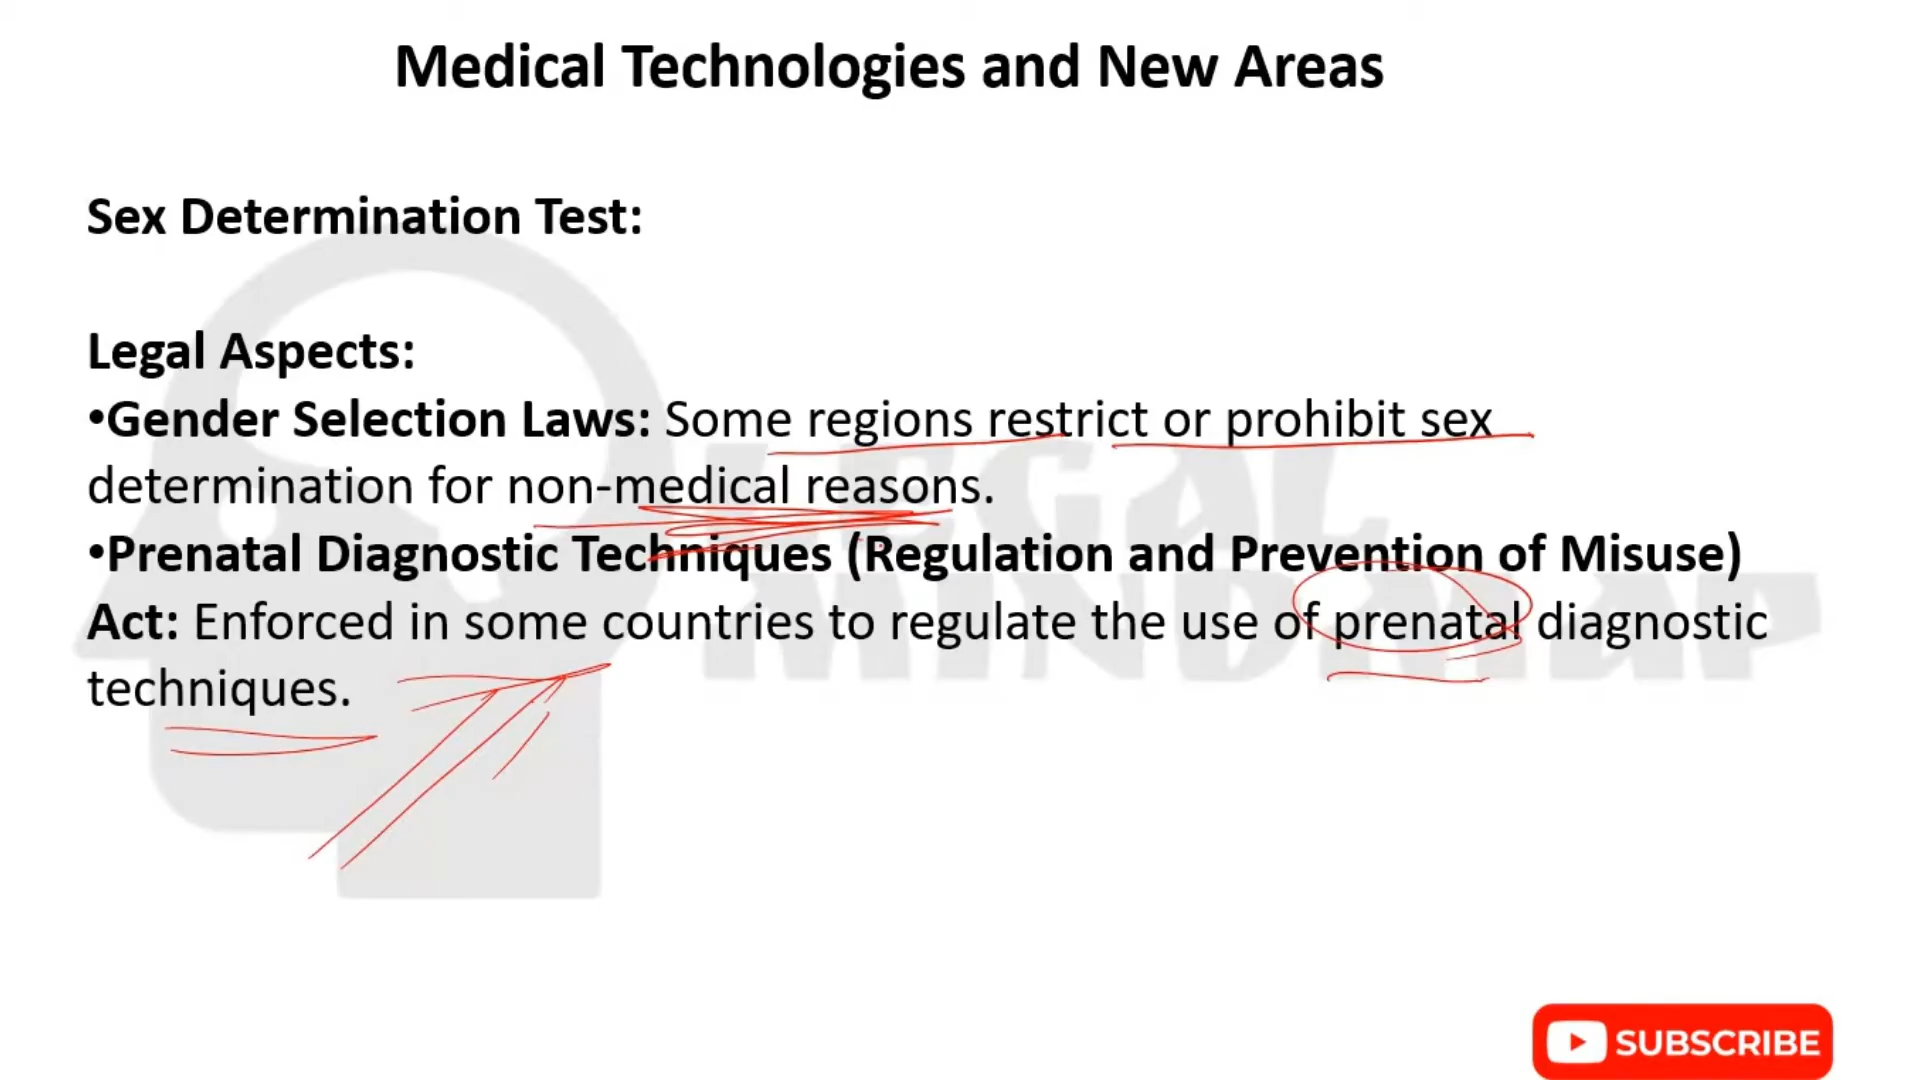 Medical Technologies and New Areas
Sex Determination Test:
Legal Aspects:
•Gender Selection Laws: Some regions restrict or prohibit sex
determination for non-medical reasons.
•Prenatal Diagnostic Techniques (Regulation and Prevention of Misuse)
Act: Enforced in some countries to regulate the use of prenatal diagnostic
techniques.
LEGAL
MINDMAP
SUBSCRIBE